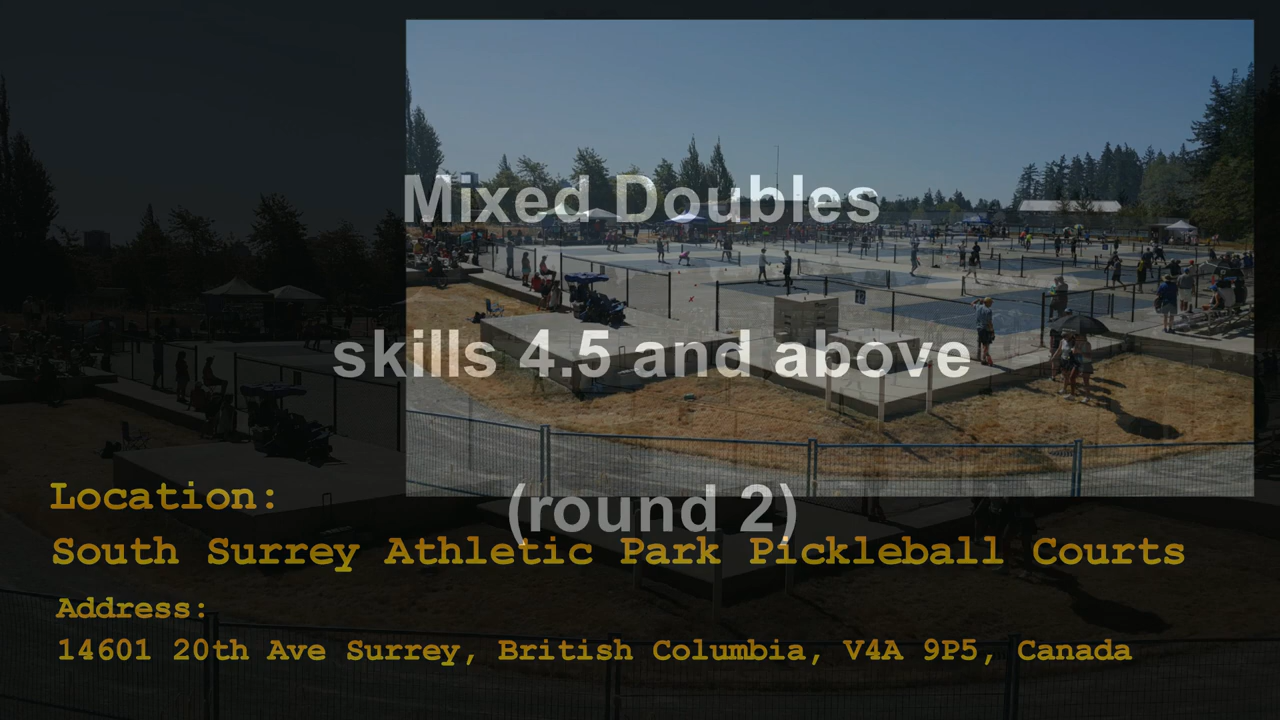 Mixed Doubles
skills 4.5 and above
(round 2)
Location:
South Surrey Athletic Park Pickleball Courts
Address:
14601 20th Ave Surrey, British Columbia, V4A 9P5, Canada